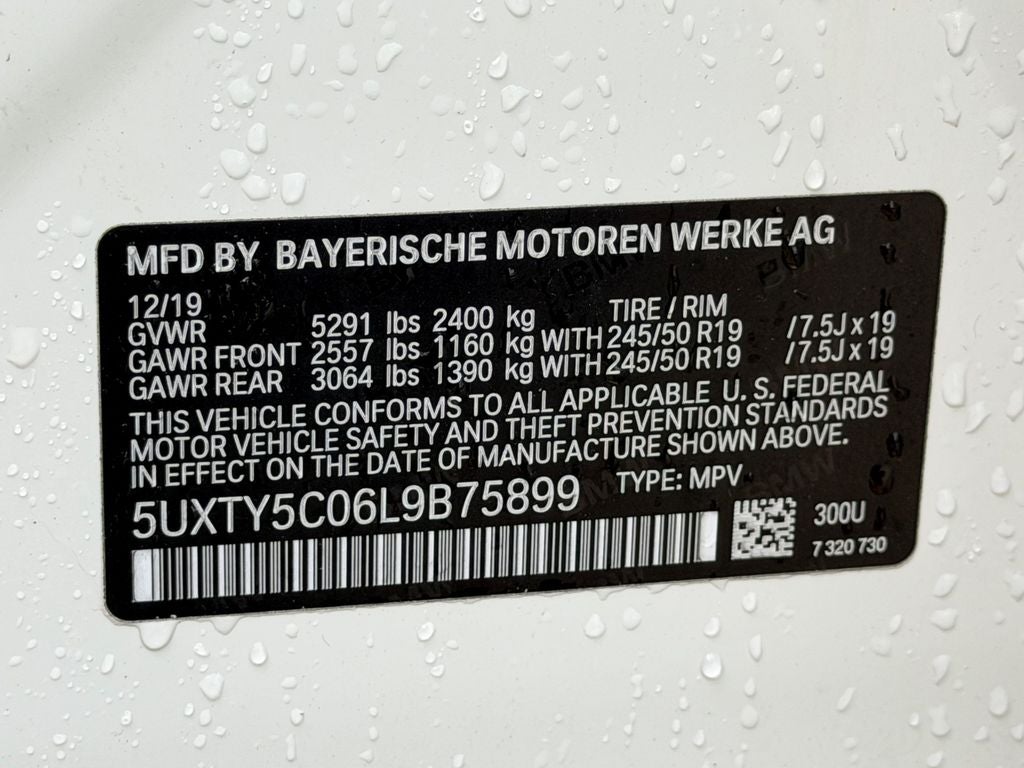 MFD BY BAYERISCHE MOTOREN WERKE AG
12/19 TIRE / RIM
GVWR 5291 lbs 2400 kg
GAWR FRONT 2557 lbs 1160 kg WITH 245/50 R19 /7.5J x 19
GAWR REAR 3064 lbs 1390 kg WITH 245/50 R19 /7.5J x 19
THIS VEHICLE CONFORMS TO ALL APPLICABLE U. S. FEDERAL
MOTOR VEHICLE SAFETY AND THEFT PREVENTION STANDARDS
IN EFFECT ON THE DATE OF MANUFACTURE SHOWN ABOVE.
5UXTY5C06L9B75899 TYPE: MPV
300U
7 320 730